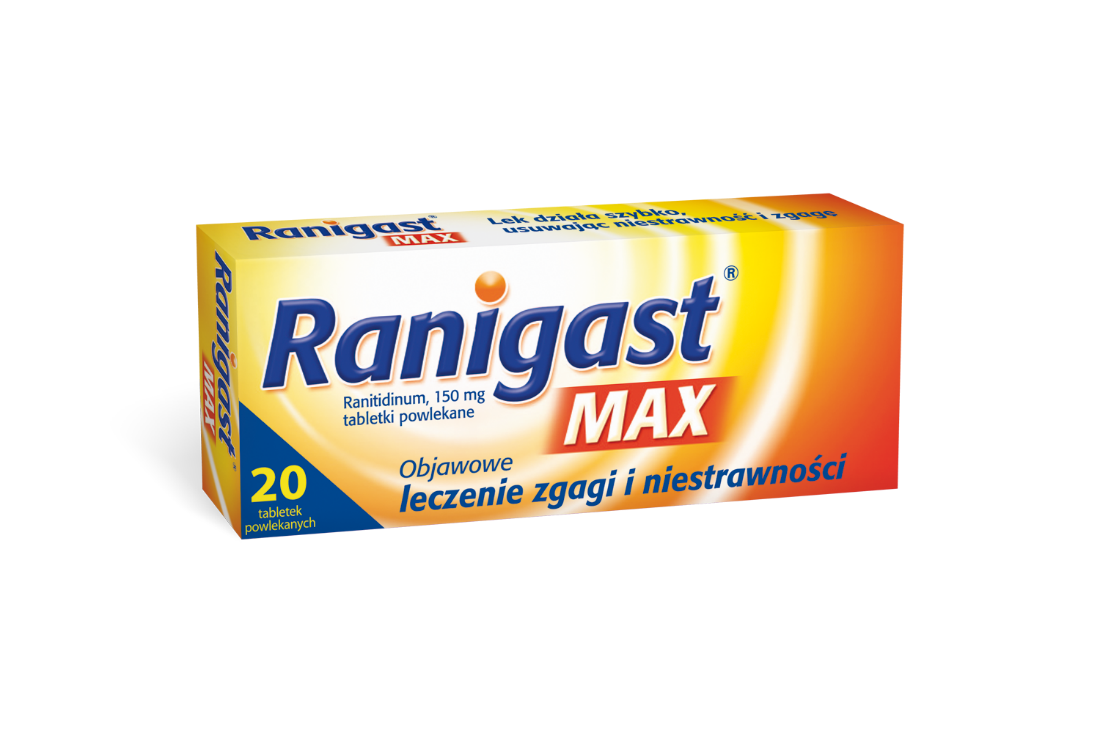 Ranigast®
MAX
Lek działa szybko,
usuwając niestrawność i zgagę
Ranigast
MAX
Ranigast®
Ranitidinum, 150 mg
tabletki powlekane
MAX
Objawowe
leczenie zgagi i niestrawności
20
tabletek
powlekanych